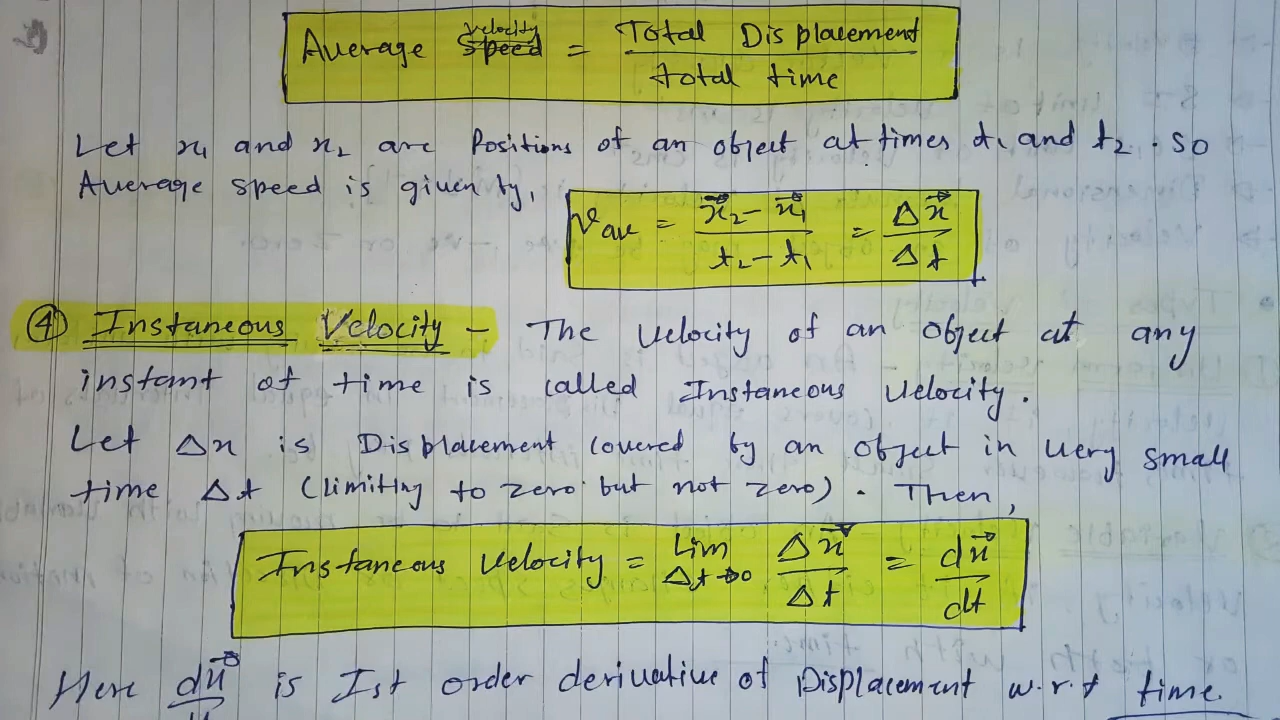 Average velocity speed = Total Displacement / total time
Let x₁ and x₂ are Positions of an object at times t₁ and t₂. So
Average speed is given by,
Vav = x⃗₂ - x⃗₁ / t₂ - t₁ = Δx⃗ / Δt
④ Instaneous Velocity - The Velocity of an object at any
instant of time is called Instaneous Velocity.
Let Δx is Displacement covered by an object in very small
time Δt (limiting to zero but not zero). Then,
Instaneous Velocity = Lim Δt→0 Δx⃗ / Δt = dx⃗ / dt
Here dx⃗ is Ist order derivative of Displacement w.r.t time.